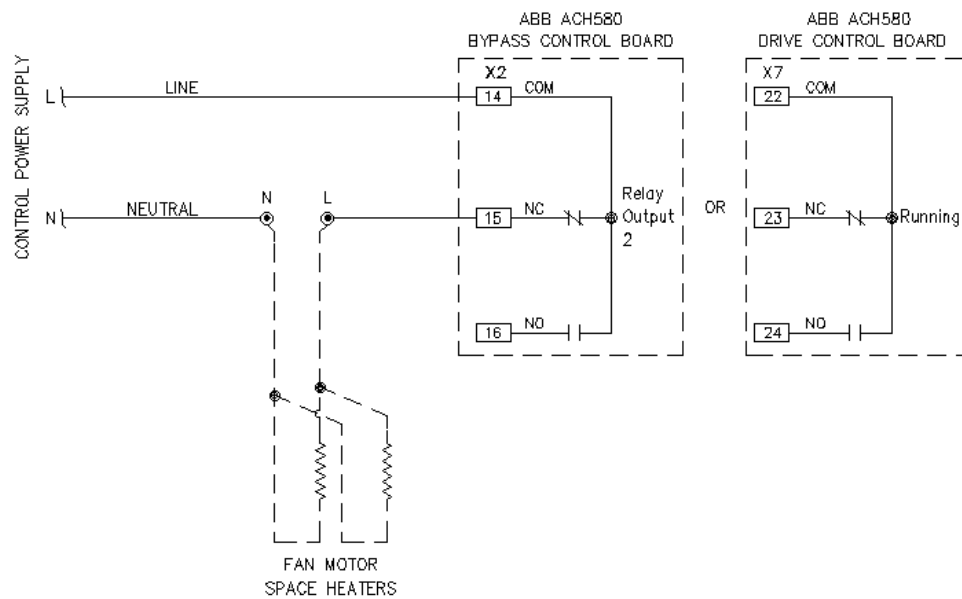 ABB ACH580
BYPASS CONTROL BOARD
ABB ACH580
DRIVE CONTROL BOARD
CONTROL POWER SUPPLY
L
LINE
X2
14
COM
X7
22
COM
N
NEUTRAL
N
L
15
NC
Relay
Output
2
OR
23
NC
Running
16
NO
24
NO
FAN MOTOR
SPACE HEATERS